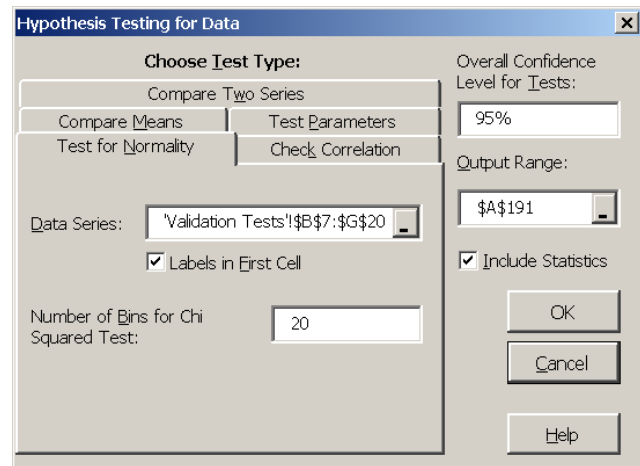 Hypothesis Testing for Data
Choose Test Type:
Compare Two Series
Compare Means
Test Parameters
Test for Normality
Check Correlation
Data Series:
'Validation Tests'!$B$7:$G$20
Labels in First Cell
Number of Bins for Chi
Squared Test:
20
Overall Confidence
Level for Tests:
95%
Output Range:
$A$191
Include Statistics
OK
Cancel
Help